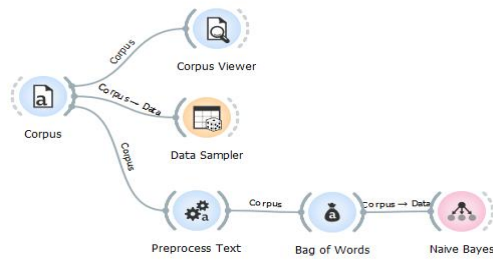 Corpus
Corpus Viewer
Corpus → Data
Corpus
Data Sampler
Corpus
Corpus
Corpus → Data
Preprocess Text
Bag of Words
Naive Bayes